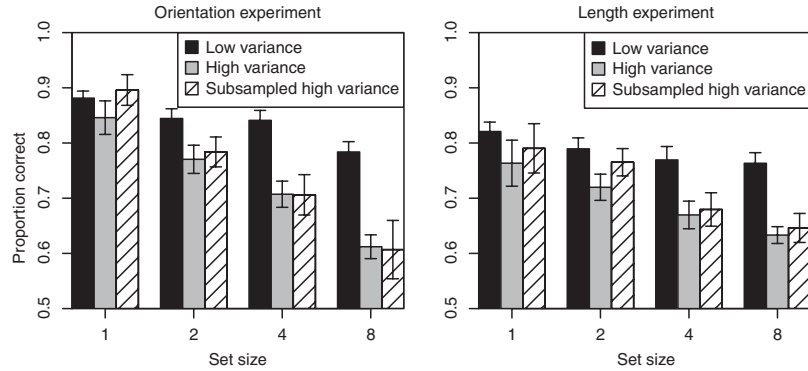 Orientation experiment
Proportion correct
1.0
0.9
0.8
0.7
0.6
0.5
Low variance
High variance
Subsampled high variance
1 2 4 8
Set size
Length experiment
1.0
0.9
0.8
0.7
0.6
0.5
Low variance
High variance
Subsampled high variance
1 2 4 8
Set size